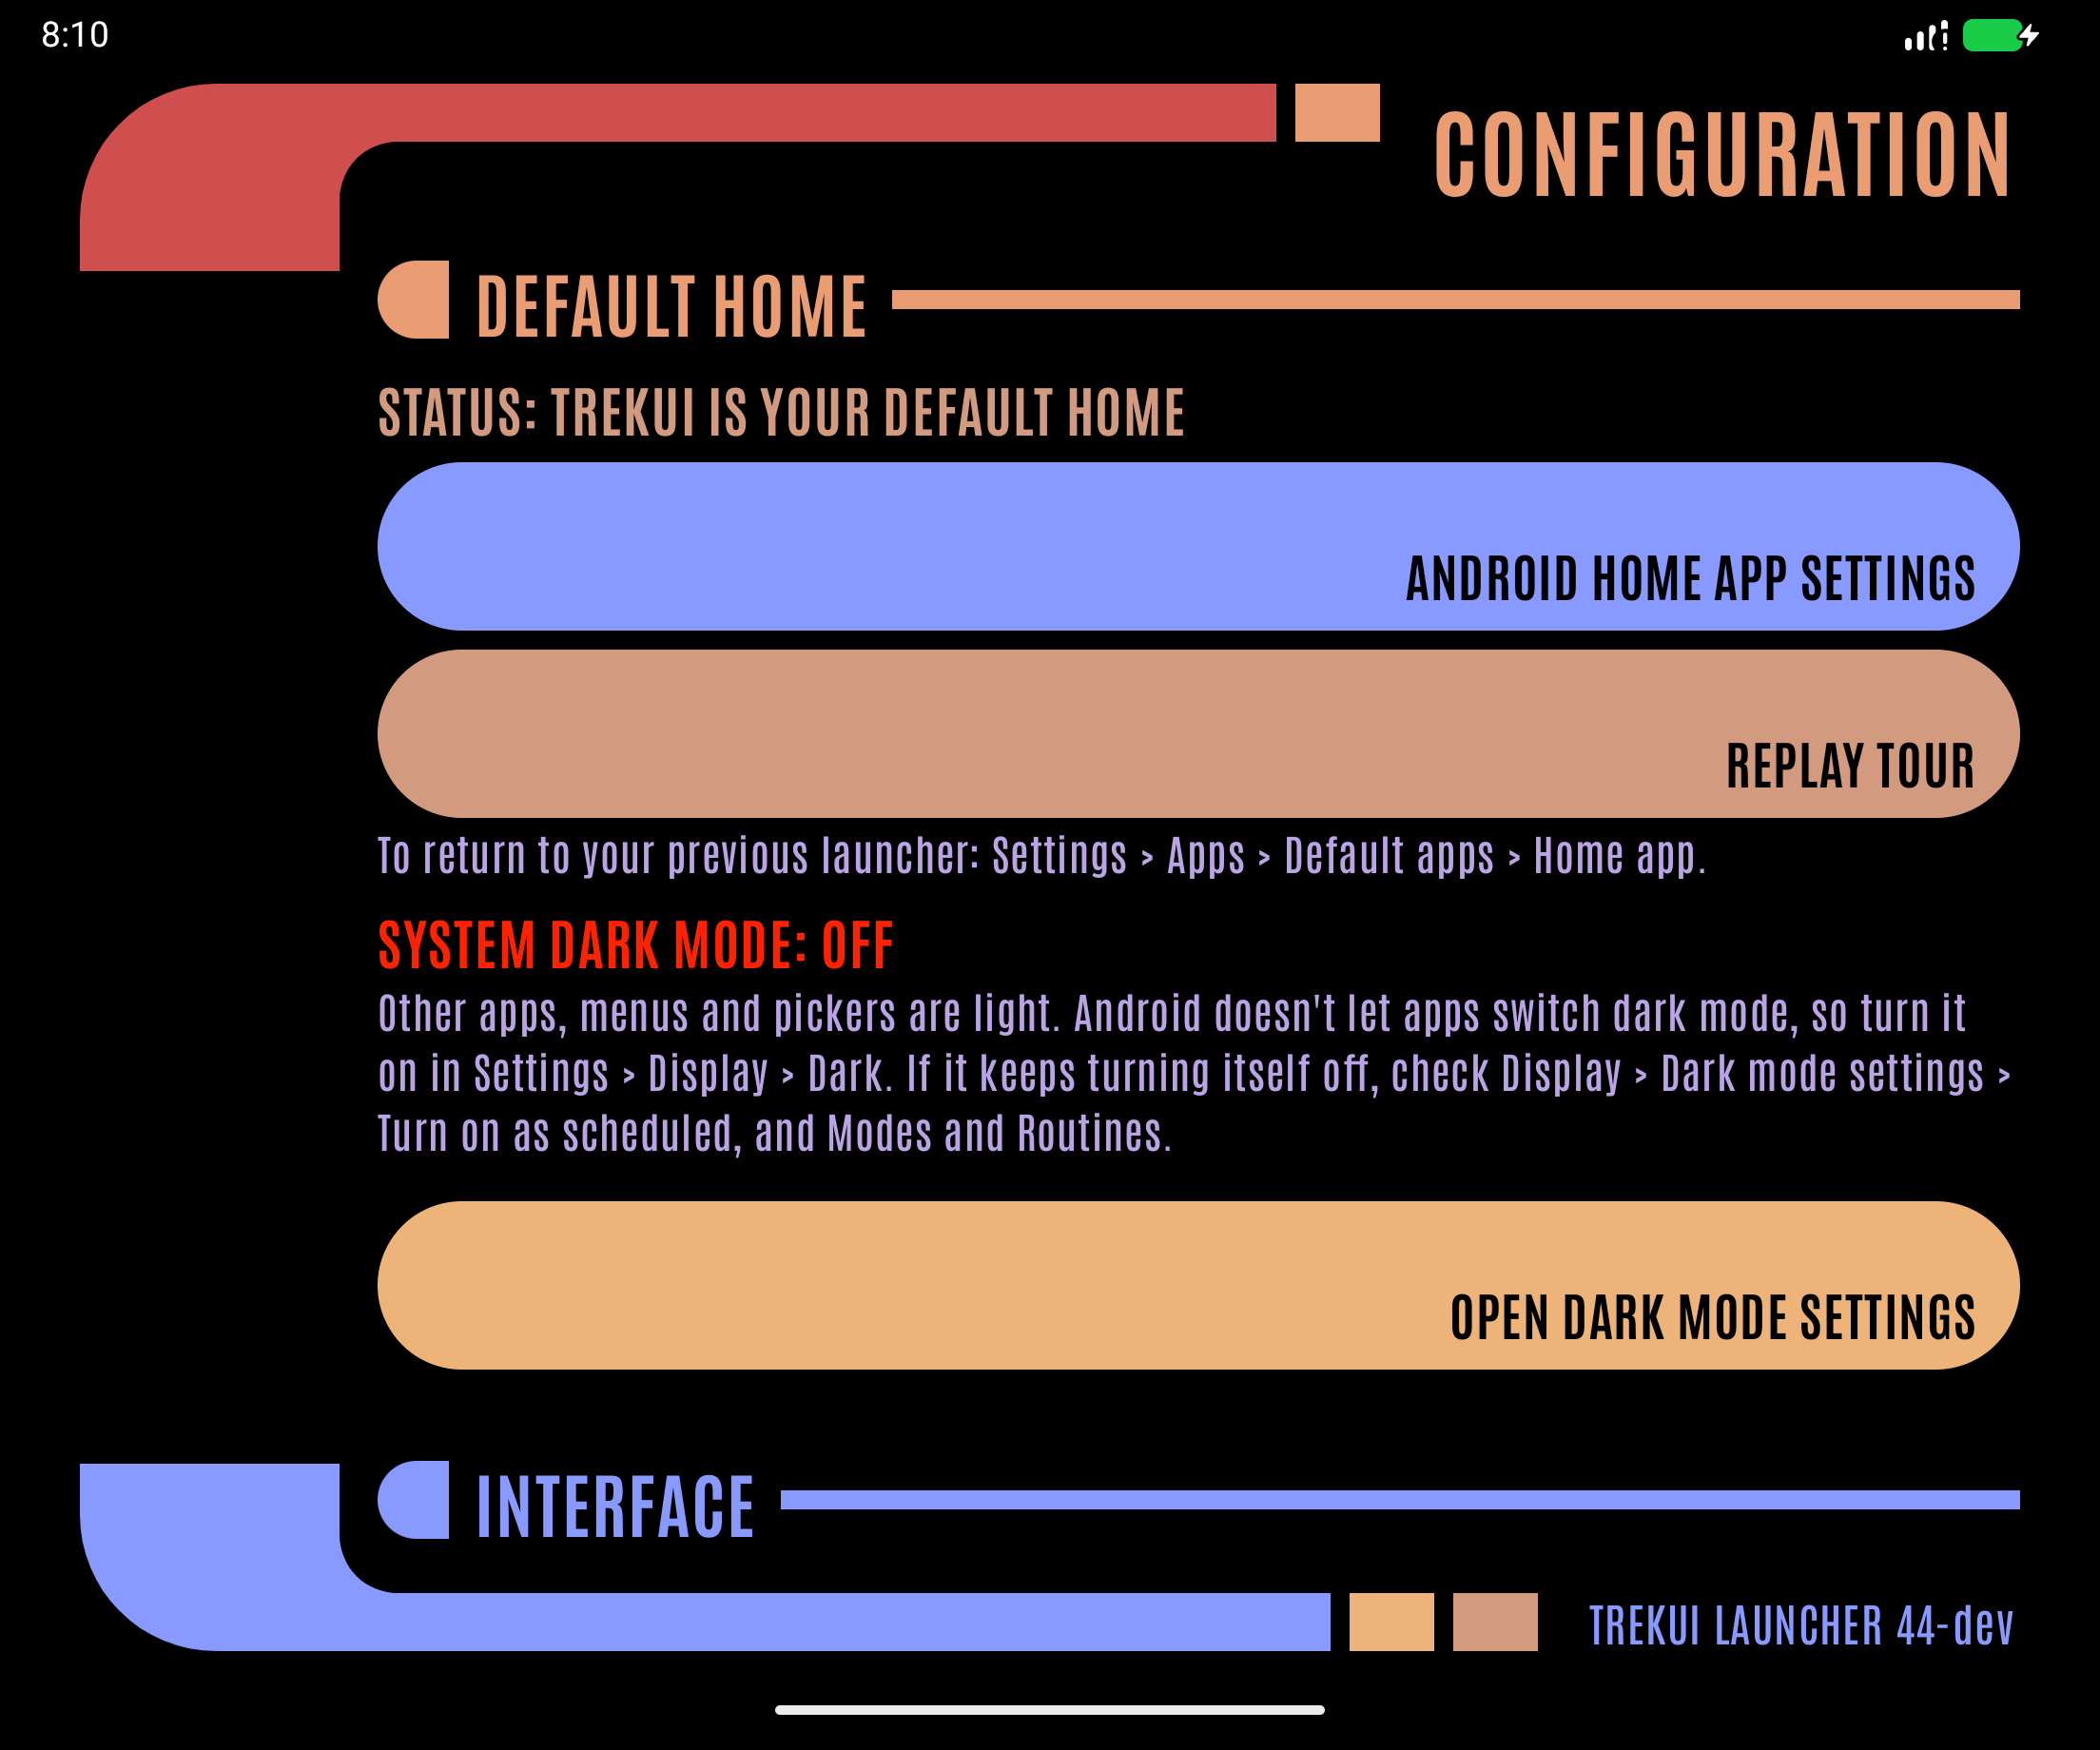 8:10
CONFIGURATION
DEFAULT HOME
STATUS: TREKUI IS YOUR DEFAULT HOME
ANDROID HOME APP SETTINGS
REPLAY TOUR
To return to your previous launcher: Settings > Apps > Default apps > Home app.
SYSTEM DARK MODE: OFF
Other apps, menus and pickers are light. Android doesn't let apps switch dark mode, so turn it
on in Settings > Display > Dark. If it keeps turning itself off, check Display > Dark mode settings >
Turn on as scheduled, and Modes and Routines.
OPEN DARK MODE SETTINGS
INTERFACE
TREKUI LAUNCHER 44-dev